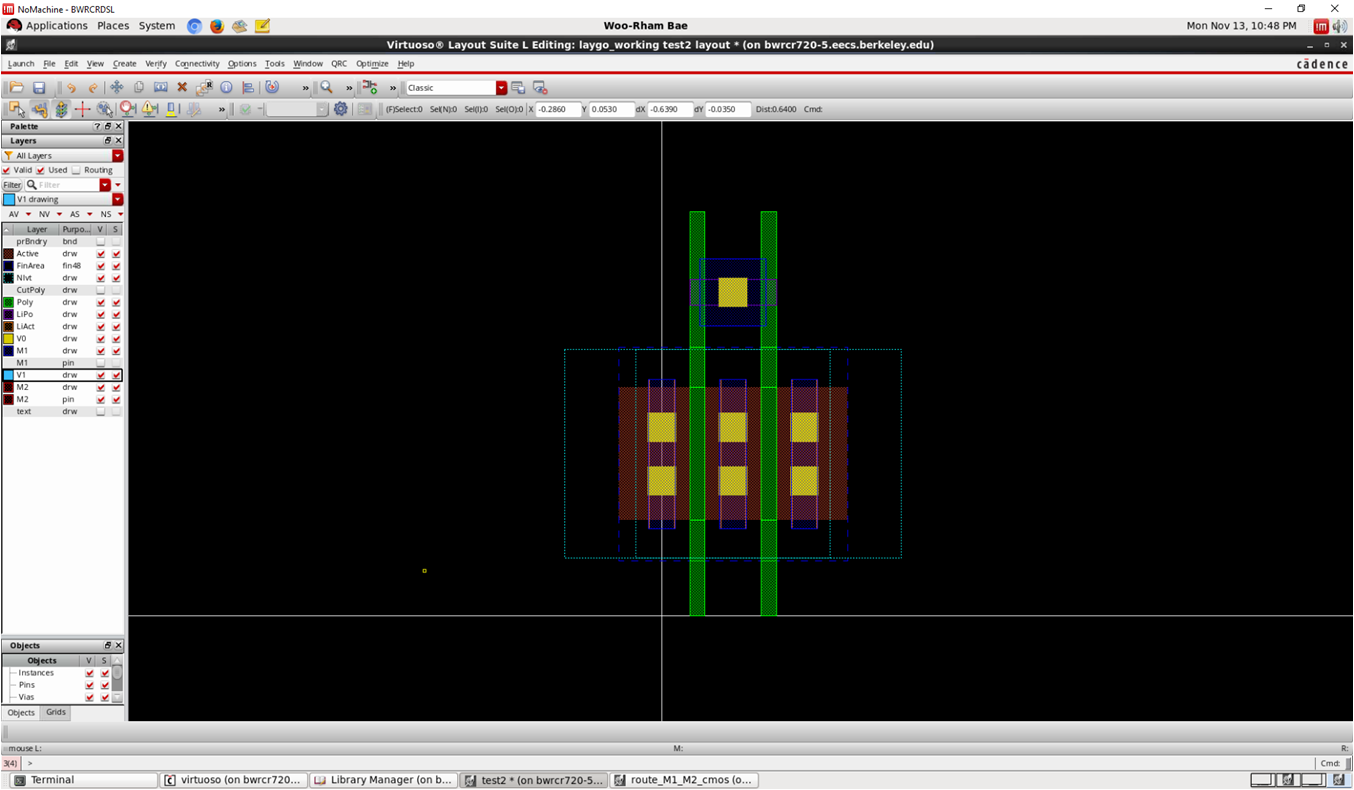 NoMachine - BWRCRDSL
Applications Places System Woo-Rham Bae Mon Nov 13, 10:48 PM
Virtuoso® Layout Suite L Editing: laygo_working test2 layout * (on bwrcr720-5.eecs.berkeley.edu)
Launch File Edit View Create Verify Connectivity Options Tools Window QRC Optimize Help cādence
» » » Classic
» (F)Select:0 Sel(N):0 Sel(I):0 Sel(O):0 X -0.2860 Y 0.0530 dX -0.6390 dY -0.0350 Dist:0.6400 Cmd:
Palette
Layers
All Layers
Valid Used Routing
Filter Filter
V1 drawing
AV NV AS NS
Layer Purpo... V S
prBndry bnd
Active drw
FinArea fin48
Nlvt drw
CutPoly drw
Poly drw
LiPo drw
LiAct drw
V0 drw
M1 drw
M1 pin
V1 drw
M2 drw
M2 pin
text drw
Objects
Objects V S
Instances
Pins
Vias
Objects Grids
mouse L: M: R:
3(4) > Cmd:
Terminal virtuoso (on bwrcr720... Library Manager (on b... test2 * (on bwrcr720-5... route_M1_M2_cmos (o...